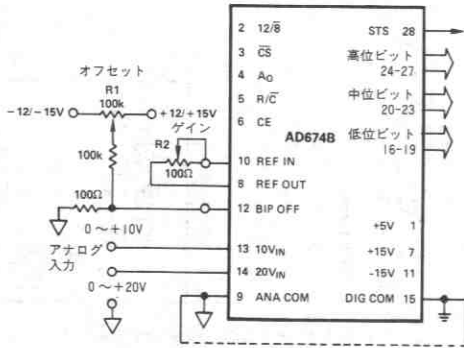 オフセット
R1
100k
-12/-15V
+12/+15V
ゲイン
R2
100Ω
100k
100Ω
0～+10V
アナログ
入力
0～+20V
2 12/8̅
3 C̅S̅
4 A₀
5 R/C̅
6 CE
AD674B
10 REF IN
8 REF OUT
12 BIP OFF
13 10VIN
14 20VIN
9 ANA COM
STS 28
高位ビット
24-27
中位ビット
20-23
低位ビット
16-19
+5V 1
+15V 7
-15V 11
DIG COM 15